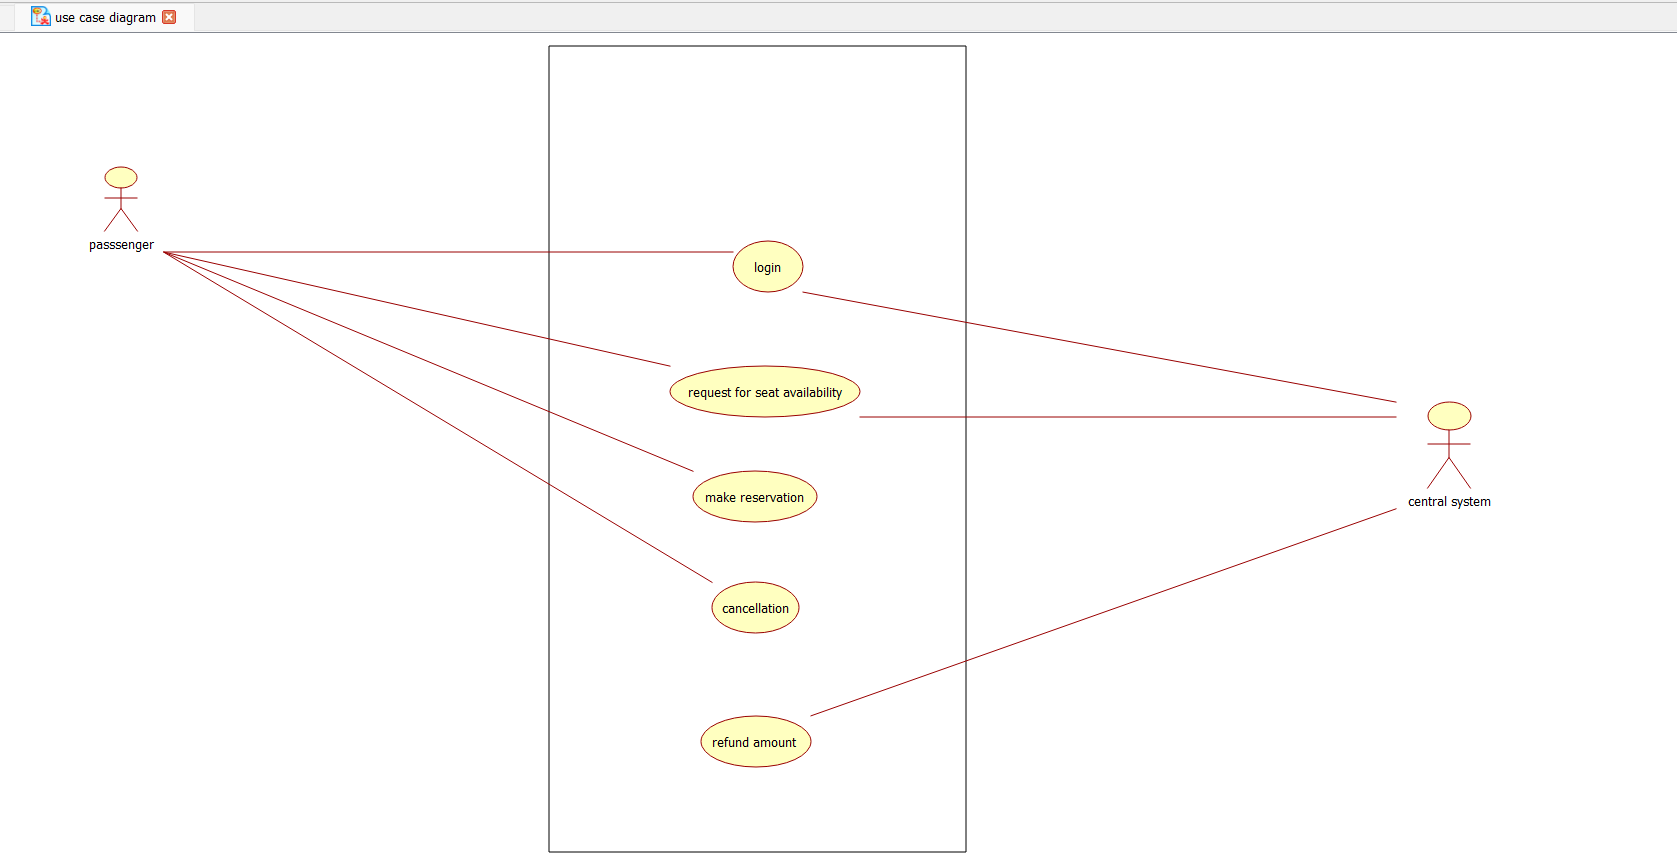 use case diagram
passsenger
login
request for seat availability
make reservation
central system
cancellation
refund amount